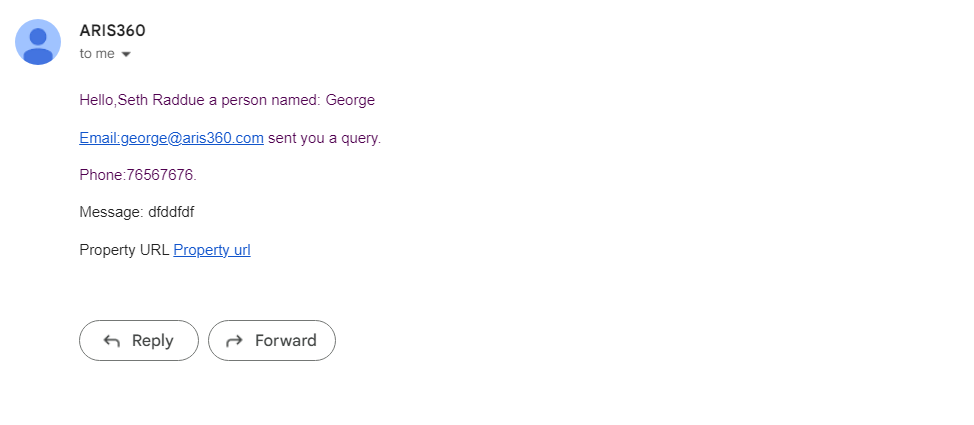 ARIS360
to me
Hello,Seth Raddue a person named: George
Email:george@aris360.com sent you a query.
Phone:76567676.
Message: dfddfdf
Property URL Property url
Reply
Forward